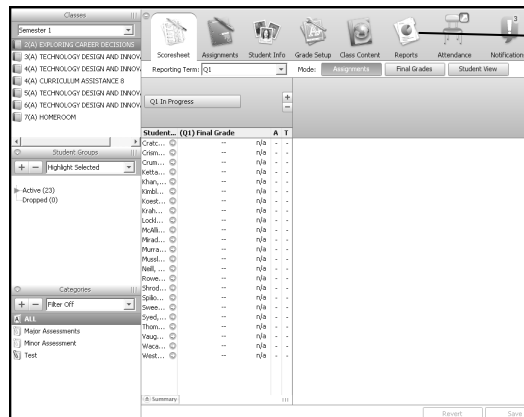 Classes
Semester 1
2(A) EXPLORING CAREER DECISIONS
3(A) TECHNOLOGY DESIGN AND INNOV
4(A) TECHNOLOGY DESIGN AND INNOV
4(A) CURRICULUM ASSISTANCE 8
5(A) TECHNOLOGY DESIGN AND INNOV
6(A) TECHNOLOGY DESIGN AND INNOV
7(A) HOMEROOM
Student Groups
+ − Highlight Selected
Active (23)
Dropped (0)
Categories
+ − Filter Off
ALL
Major Assessments
Minor Assessment
Test
3
Scoresheet Assignments Student Info Grade Setup Class Content Reports Attendance Notification
Reporting Term: Q1 Mode: Assignments Final Grades Student View
Q1 In Progress
+
−
Student... (Q1) Final Grade A T
Cratc... -- n/a - -
Crism... -- n/a - -
Crum... -- n/a - -
Ketta... -- n/a - -
Khan,... -- n/a - -
Kimbl... -- n/a - -
Koest... -- n/a - -
Krah... -- n/a - -
Lockl... -- n/a - -
McAlli... -- n/a - -
Mirad... -- n/a - -
Murra... -- n/a - -
Mussl... -- n/a - -
Neill, ... -- n/a - -
Rowe... -- n/a - -
Shrod... -- n/a - -
Spilio... -- n/a - -
Swee... -- n/a - -
Syed,... -- n/a - -
Thom... -- n/a - -
Vaug... -- n/a - -
Waca... -- n/a - -
West... -- n/a - -
Summary
Revert Save